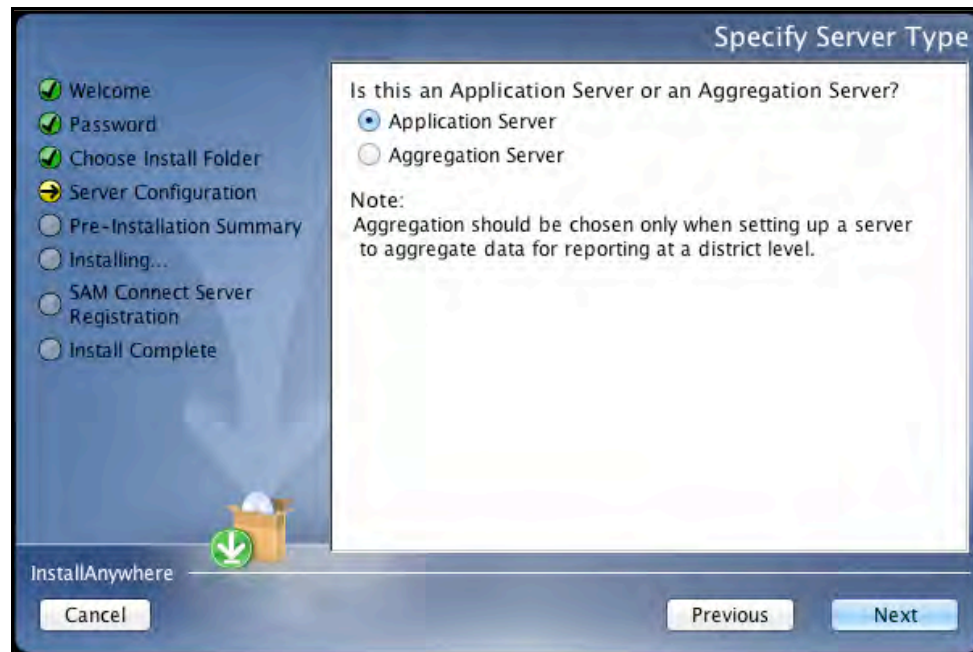 Specify Server Type
Welcome
Password
Choose Install Folder
Server Configuration
Pre-Installation Summary
Installing...
SAM Connect Server
Registration
Install Complete
Is this an Application Server or an Aggregation Server?
Application Server
Aggregation Server
Note:
Aggregation should be chosen only when setting up a server
to aggregate data for reporting at a district level.
InstallAnywhere
Cancel
Previous
Next